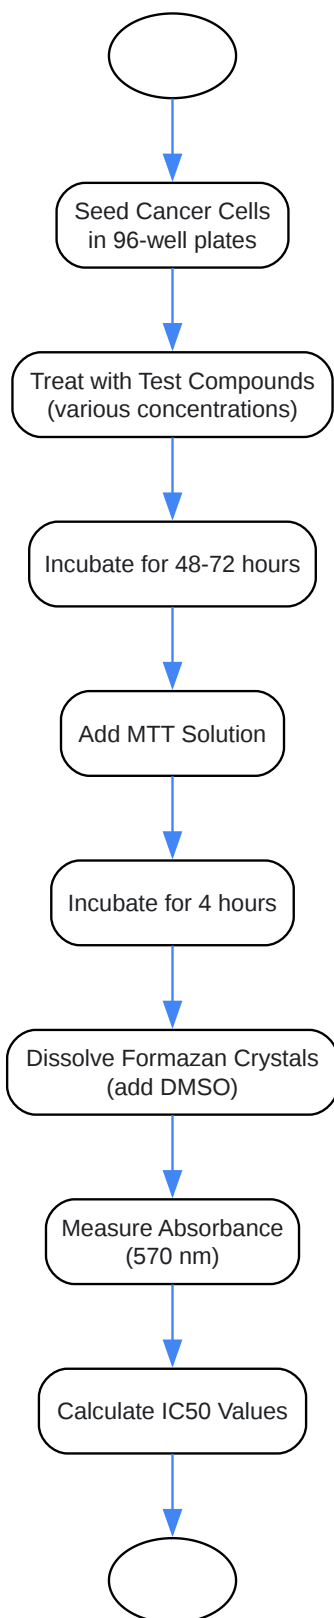 Seed Cancer Cells
in 96-well plates
Treat with Test Compounds
(various concentrations)
Incubate for 48-72 hours
Add MTT Solution
Incubate for 4 hours
Dissolve Formazan Crystals
(add DMSO)
Measure Absorbance
(570 nm)
Calculate IC50 Values